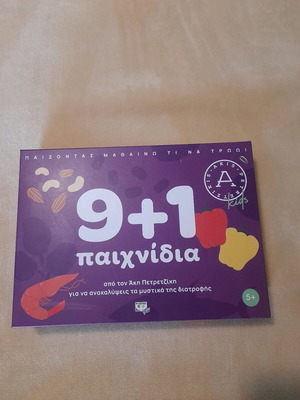 ΠΑΙΖΟΝΤΑΣ ΜΑΘΑΙΝΩ ΤΙ ΝΑ ΤΡΩΩ!
A
kids
9+1
παιχνίδια
από τον Άκη Πετρετζίκη
για να ανακαλύψεις τα μυστικά της διατροφής
5+